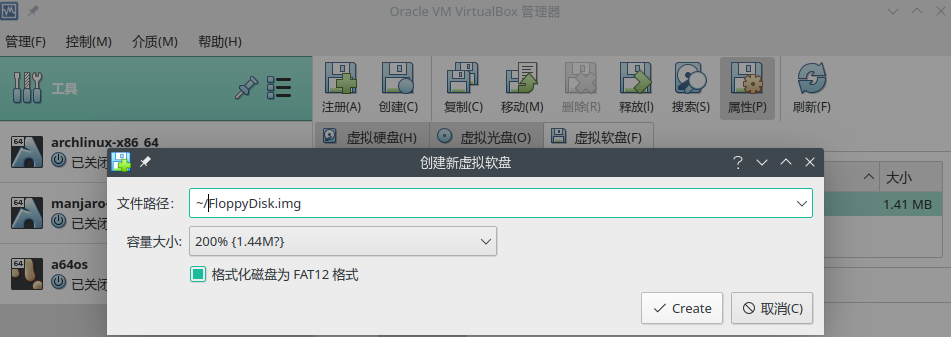 Oracle VM VirtualBox 管理器
管理(F) 控制(M) 介质(M) 帮助(H)
工具
注册(A) 创建(C) 复制(C) 移动(M) 删除(R) 释放(I) 搜索(S) 属性(P) 刷新(F)
虚拟硬盘(H) 虚拟光盘(O) 虚拟软盘(F)
64 archlinux-x86_64
已关闭
大小
1.41 MB
64 manjaro-
已关闭
64 a64os
已关闭
创建新虚拟软盘
文件路径: ~/FloppyDisk.img
容量大小: 200% {1.44M?}
格式化磁盘为 FAT12 格式
Create 取消(C)